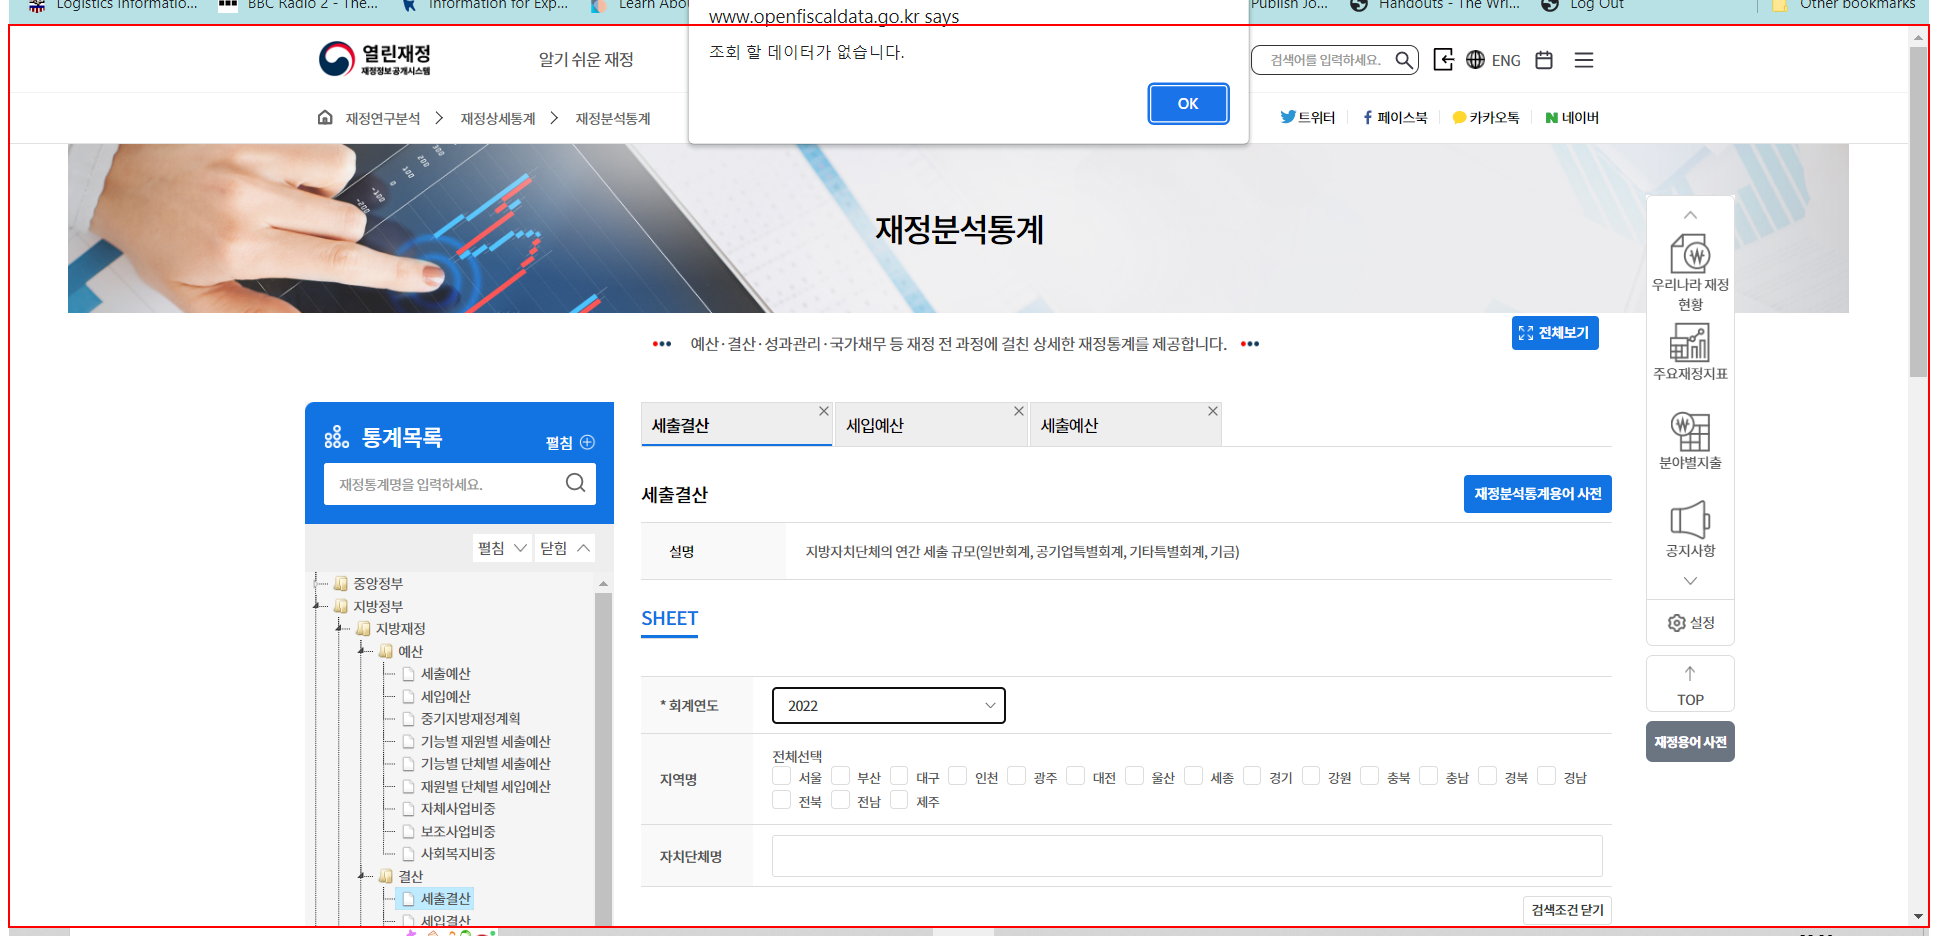 Logistics Informatio...
BBC Radio 2 - The...
Information for Exp...
Learn Abou
Publish Jo...
Handouts - The Wri...
Log Out
Other bookmarks
www.openfiscaldata.go.kr says
조회 할 데이터가 없습니다.
OK
열린재정
재정정보공개시스템
알기 쉬운 재정
검색어를 입력하세요.
ENG
재정연구분석
재정상세통계
재정분석통계
트위터
페이스북
카카오톡
네이버
재정분석통계
예산·결산·성과관리·국가채무 등 재정 전 과정에 걸친 상세한 재정통계를 제공합니다.
전체보기
우리나라 재정
현황
주요재정지표
분야별지출
공지사항
설정
TOP
재정용어 사전
통계목록
펼침
재정통계명을 입력하세요.
펼침
닫힘
중앙정부
지방정부
지방재정
예산
세출예산
세입예산
중기지방재정계획
기능별 재원별 세출예산
기능별 단체별 세출예산
재원별 단체별 세입예산
자체사업비중
보조사업비중
사회복지비중
결산
세출결산
세입결산
세출결산
세입예산
세출예산
세출결산
재정분석통계용어 사전
설명
지방자치단체의 연간 세출 규모(일반회계, 공기업특별회계, 기타특별회계, 기금)
SHEET
* 회계연도
2022
지역명
전체선택
서울 부산 대구 인천 광주 대전 울산 세종 경기 강원 충북 충남 경북 경남
전북 전남 제주
자치단체명
검색조건 닫기